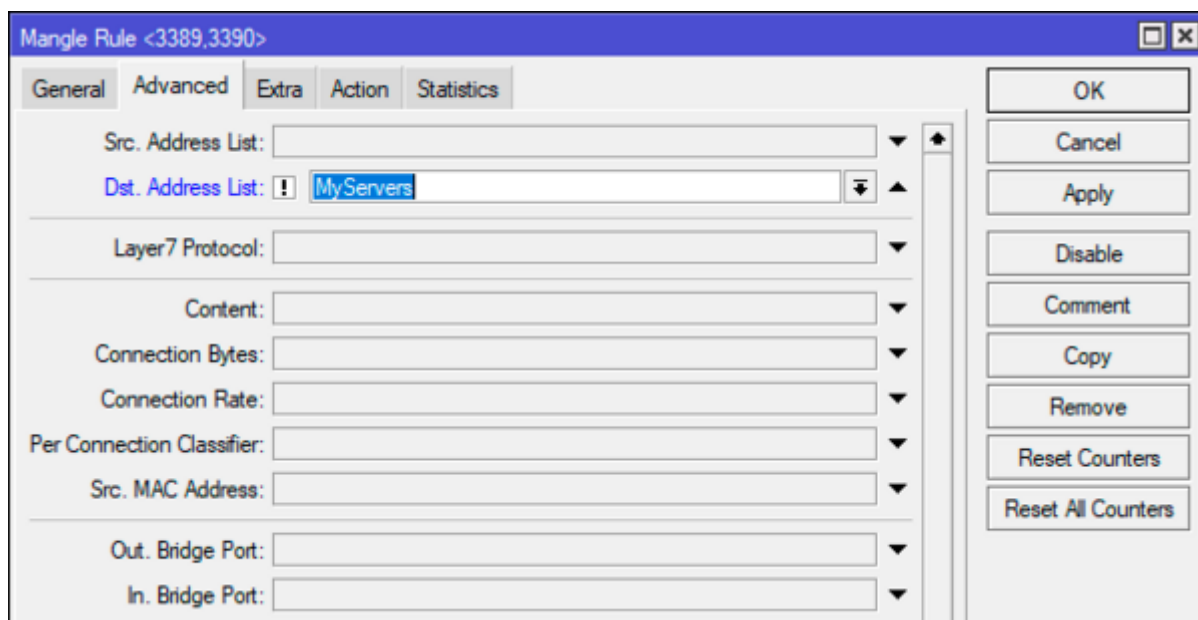 Mangle Rule <3389,3390>
General Advanced Extra Action Statistics
OK
Src. Address List:
Cancel
Dst. Address List: ! MyServers
Apply
Layer7 Protocol:
Disable
Content:
Comment
Connection Bytes:
Copy
Connection Rate:
Remove
Per Connection Classifier:
Reset Counters
Src. MAC Address:
Reset All Counters
Out. Bridge Port:
In. Bridge Port: